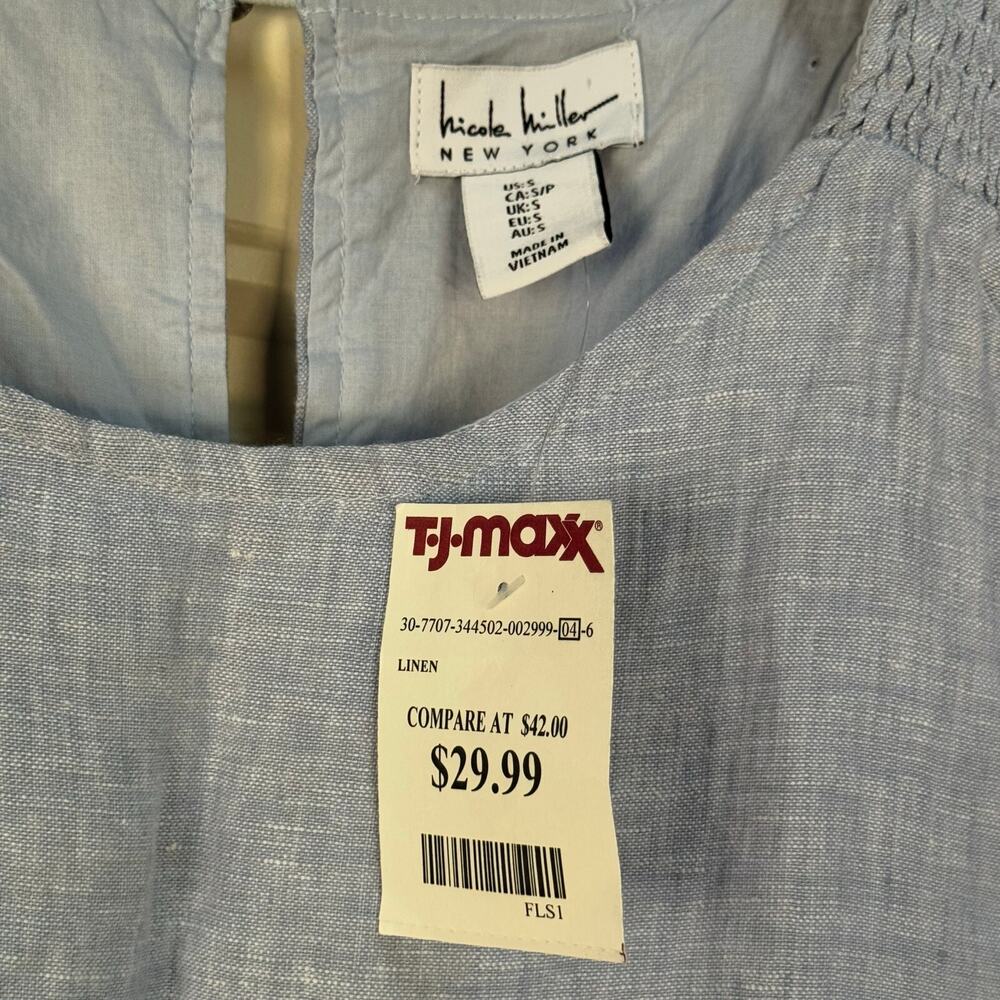 nicole miller
NEW YORK
US: S
CA: S/P
UK: S
EU: S
AU: S
MADE IN
VIETNAM
T·J·maxx®
30-7707-344502-002999-04-6
LINEN
COMPARE AT $42.00
$29.99
FLS1